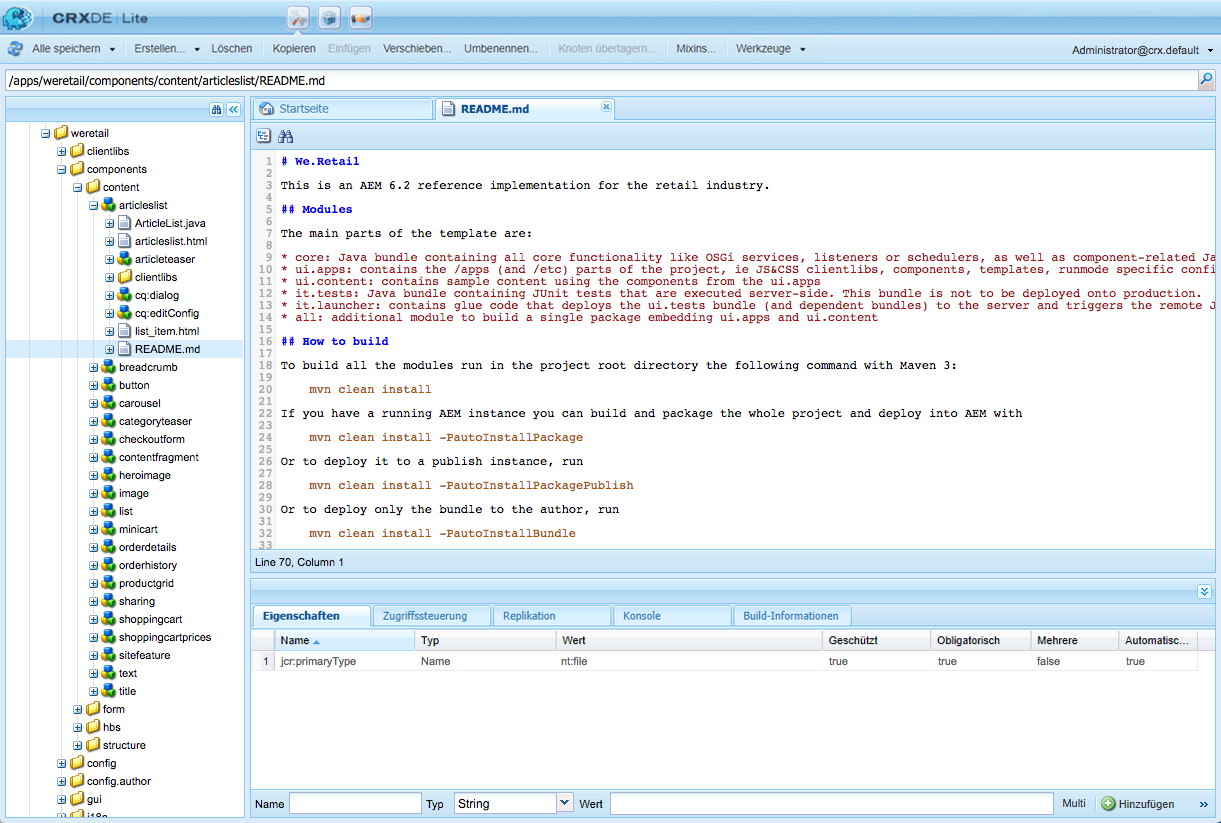 CRXDE | Lite
Alle speichern Erstellen... Löschen Kopieren Einfügen Verschieben... Umbenennen... Knoten überlagern... Mixins... Werkzeuge Administrator@crx.default
/apps/weretail/components/content/articleslist/README.md
weretail
clientlibs
components
content
articleslist
ArticleList.java
articleslist.html
articleteaser
clientlibs
cq:dialog
cq:editConfig
list_item.html
README.md
breadcrumb
button
carousel
categoryteaser
checkoutform
contentfragment
heroimage
image
list
minicart
orderdetails
orderhistory
productgrid
sharing
shoppingcart
shoppingcartprices
sitefeature
text
title
form
hbs
structure
config
config.author
gui
i18n
Startseite README.md
1 # We.Retail
2
3 This is an AEM 6.2 reference implementation for the retail industry.
4
5 ## Modules
6
7 The main parts of the template are:
8
9 * core: Java bundle containing all core functionality like OSGi services, listeners or schedulers, as well as component-related Ja
10 * ui.apps: contains the /apps (and /etc) parts of the project, ie JS&CSS clientlibs, components, templates, runmode specific confi
11 * ui.content: contains sample content using the components from the ui.apps
12 * it.tests: Java bundle containing JUnit tests that are executed server-side. This bundle is not to be deployed onto production.
13 * it.launcher: contains glue code that deploys the ui.tests bundle (and dependent bundles) to the server and triggers the remote J
14 * all: additional module to build a single package embedding ui.apps and ui.content
15
16 ## How to build
17
18 To build all the modules run in the project root directory the following command with Maven 3:
19
20 mvn clean install
21
22 If you have a running AEM instance you can build and package the whole project and deploy into AEM with
23
24 mvn clean install -PautoInstallPackage
25
26 Or to deploy it to a publish instance, run
27
28 mvn clean install -PautoInstallPackagePublish
29
30 Or to deploy only the bundle to the author, run
31
32 mvn clean install -PautoInstallBundle
33
Line 70, Column 1
Eigenschaften Zugriffssteuerung Replikation Konsole Build-Informationen
Name Typ Wert Geschützt Obligatorisch Mehrere Automatisc...
1 jcr:primaryType Name nt:file true true false true
Name Typ String Wert Multi Hinzufügen »